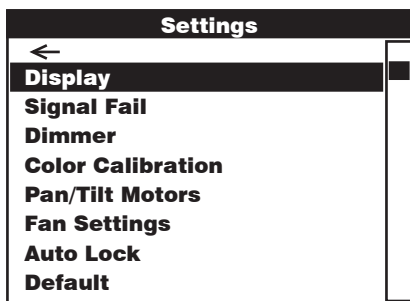 Settings
←
Display
Signal Fail
Dimmer
Color Calibration
Pan/Tilt Motors
Fan Settings
Auto Lock
Default